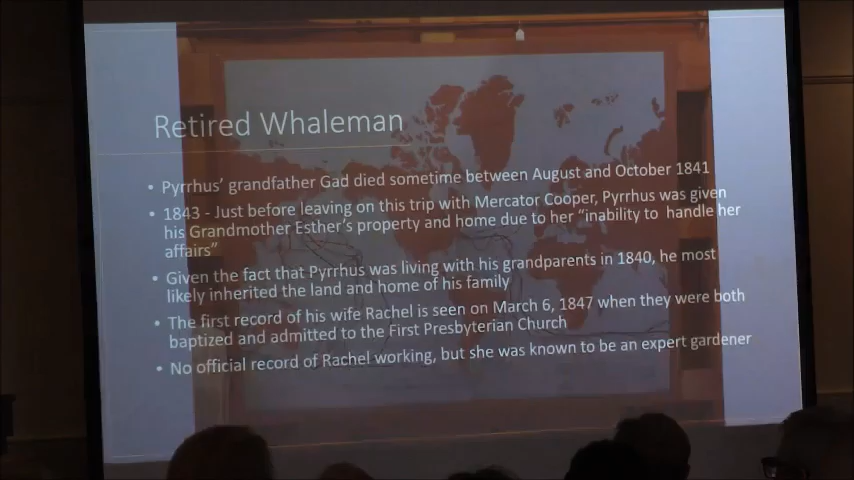 Retired Whaleman
• Pyrrhus' grandfather Gad died sometime between August and October 1841
• 1843 - Just before leaving on this trip with Mercator Cooper, Pyrrhus was given
his Grandmother Esther's property and home due to her "inability to handle her
affairs"
• Given the fact that Pyrrhus was living with his grandparents in 1840, he most
likely inherited the land and home of his family
• The first record of his wife Rachel is seen on March 6, 1847 when they were both
baptized and admitted to the First Presbyterian Church
• No official record of Rachel working, but she was known to be an expert gardener